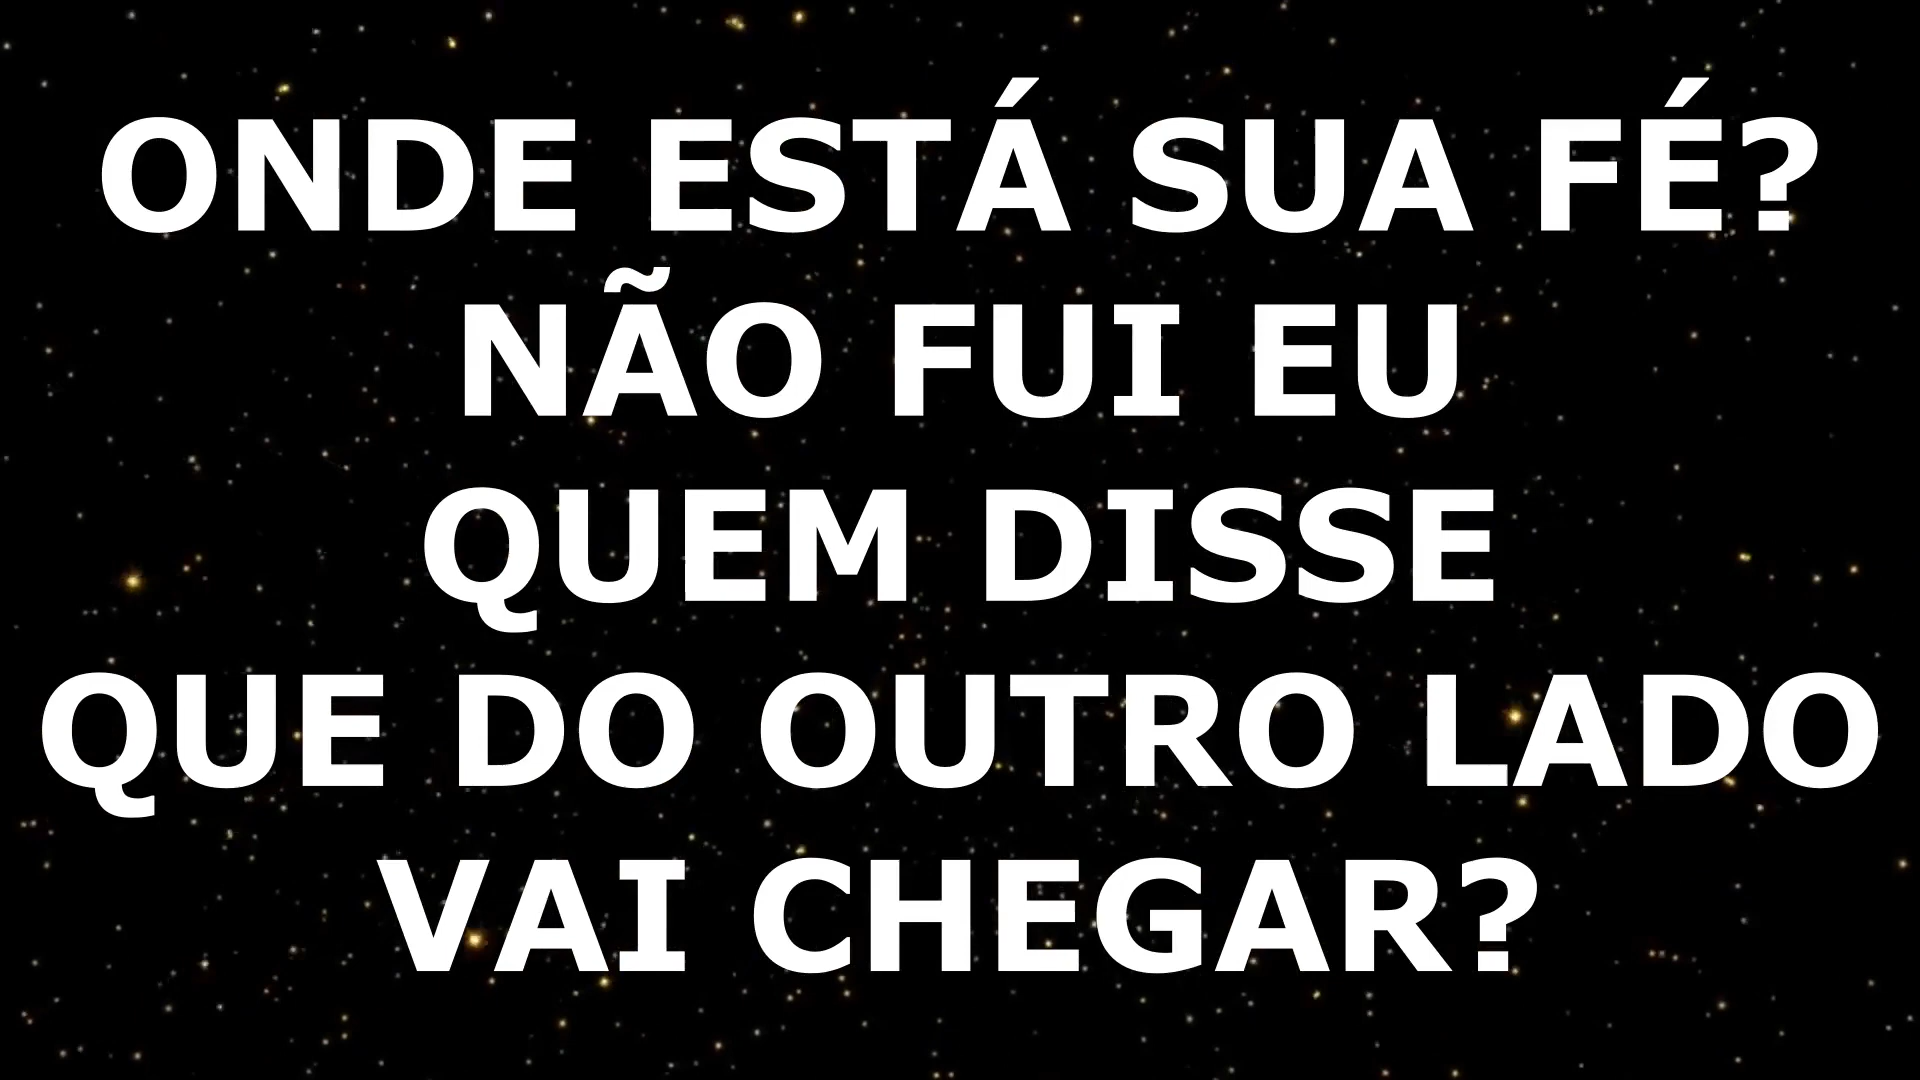 ONDE ESTÁ SUA FÉ?
NÃO FUI EU
QUEM DISSE
QUE DO OUTRO LADO
VAI CHEGAR?